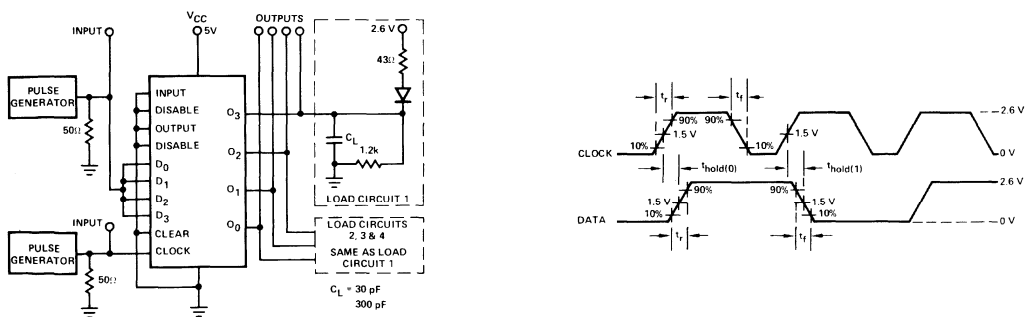 INPUT
VCC
5V
OUTPUTS
2.6 V
43Ω
PULSE
GENERATOR
50Ω
INPUT
DISABLE
OUTPUT
DISABLE
D0
D1
D2
D3
CLEAR
CLOCK
O3
O2
O1
O0
CL
1.2k
LOAD CIRCUIT 1
LOAD CIRCUITS
2, 3 & 4
SAME AS LOAD
CIRCUIT 1
CL = 30 pF
300 pF
INPUT
PULSE
GENERATOR
50Ω
tr
tf
90%
90%
1.5 V
1.5 V
10%
10%
2.6 V
0 V
CLOCK
thold(0)
thold(1)
90%
90%
1.5 V
1.5 V
10%
10%
2.6 V
0 V
DATA
tr
tf